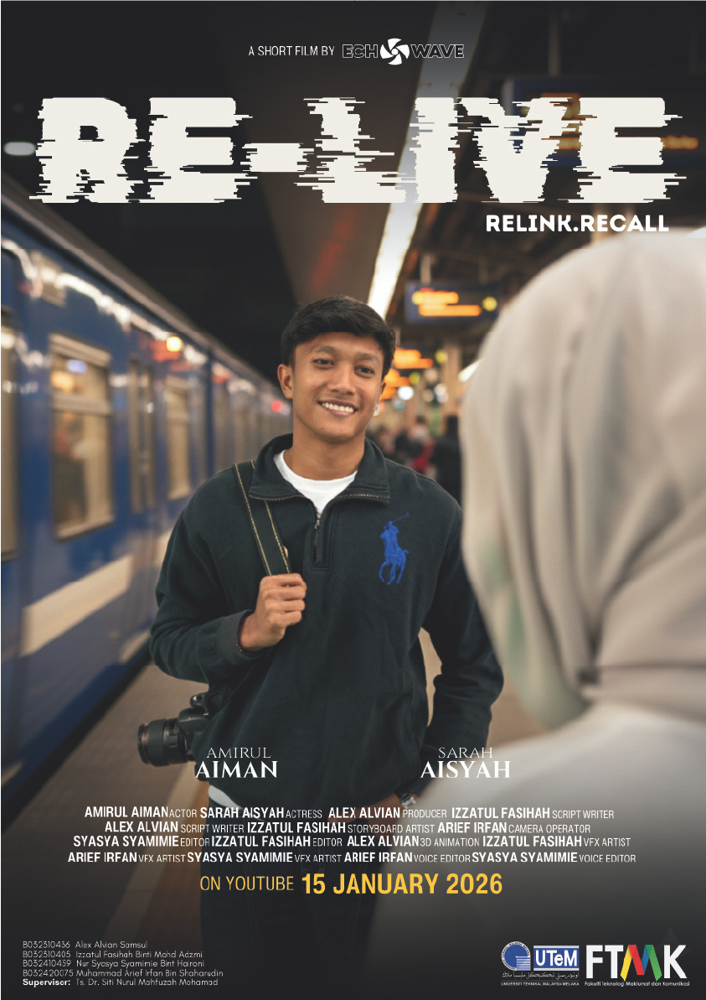 A SHORT FILM BY ECHOWAVE
RE-LIVE
RELINK.RECALL
AMIRUL AIMAN
SARAH AISYAH
AMIRUL AIMAN ACTOR SARAH AISYAH ACTRESS ALEX ALVIAN PRODUCER IZZATUL FASIHAH SCRIPT WRITER
ALEX ALVIAN SCRIPT WRITER IZZATUL FASIHAH STORYBOARD ARTIST ARIEF IRFAN CAMERA OPERATOR
SYASYA SYAMIMIE EDITOR IZZATUL FASIHAH EDITOR ALEX ALVIAN 3D ANIMATION IZZATUL FASIHAH VFX ARTIST
ARIEF IRFAN VFX ARTIST SYASYA SYAMIMIE VFX ARTIST ARIEF IRFAN VOICE EDITOR SYASYA SYAMIMIE VOICE EDITOR
ON YOUTUBE 15 JANUARY 2026
B032310436 Alex Alvian Samsul
B032310405 Izzatul Fasihah Binti Mohd Adzmi
B032410459 Nur Syasya Syamimie Bint Haironi
B032420075 Muhammad Arief Irfan Bin Shaharudin
Supervisor: Ts. Dr. Siti Nurul Mahfuzah Mohamad
UTeM
UNIVERSITI TEKNIKAL MALAYSIA MELAKA
FTMK
Fakulti Teknologi Maklumat dan Komunikasi